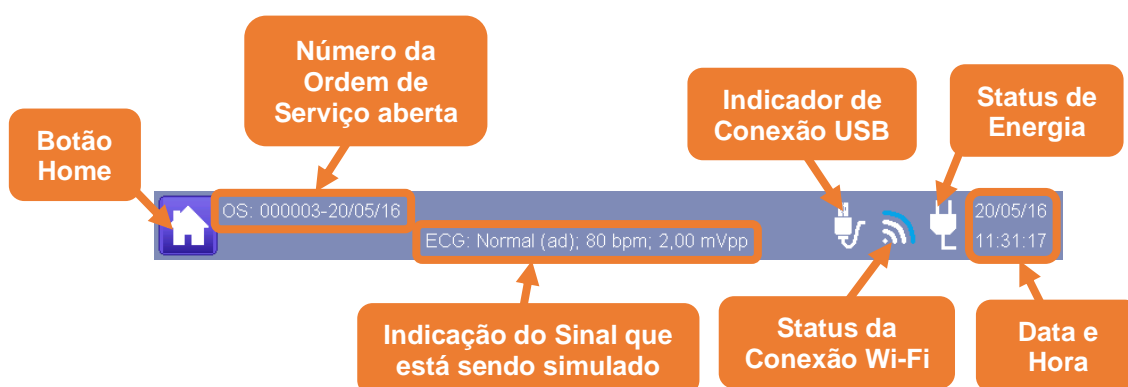 Número da
Ordem de
Serviço aberta
Indicador de
Conexão USB
Status de
Energia
Botão
Home
OS: 000003-20/05/16
20/05/16
ECG: Normal (ad); 80 bpm; 2,00 mVpp
11:31:17
Indicação do Sinal que
está sendo simulado
Status da
Conexão Wi-Fi
Data e
Hora